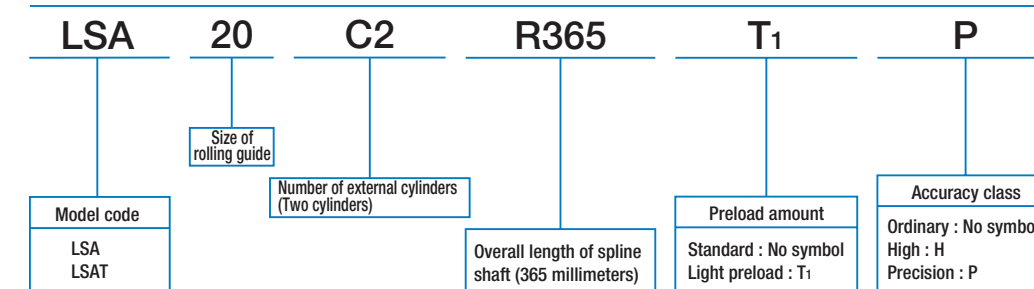 LSA 20 C2 R365 T1 P
Size of
rolling guide
Number of external cylinders
(Two cylinders)
Model code
LSA
LSAT
Overall length of spline
shaft (365 millimeters)
Preload amount
Standard : No symbol
Light preload : T1
Accuracy class
Ordinary : No symbo
High : H
Precision : P